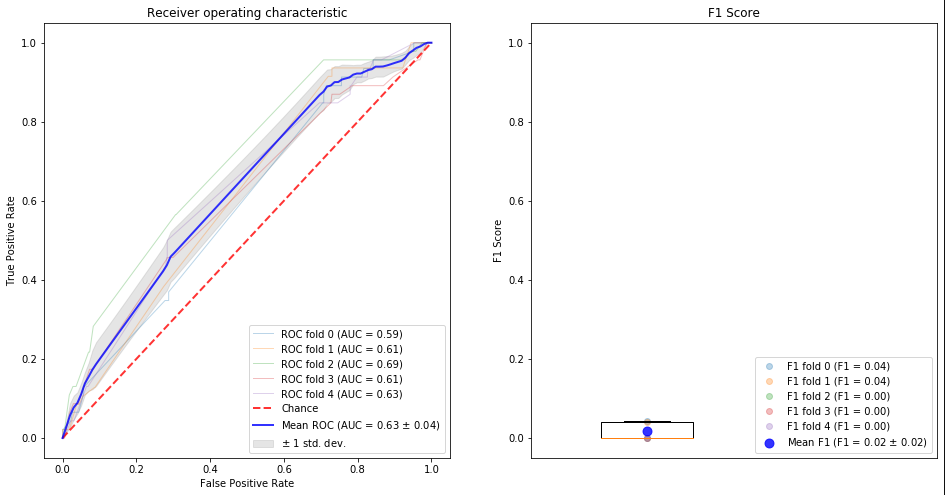 Receiver operating characteristic
1.0
0.8
0.6
0.4
0.2
0.0
True Positive Rate
0.0 0.2 0.4 0.6 0.8 1.0
False Positive Rate
ROC fold 0 (AUC = 0.59)
ROC fold 1 (AUC = 0.61)
ROC fold 2 (AUC = 0.69)
ROC fold 3 (AUC = 0.61)
ROC fold 4 (AUC = 0.63)
Chance
Mean ROC (AUC = 0.63 ± 0.04)
± 1 std. dev.
F1 Score
1.0
0.8
0.6
0.4
0.2
0.0
F1 Score
F1 fold 0 (F1 = 0.04)
F1 fold 1 (F1 = 0.04)
F1 fold 2 (F1 = 0.00)
F1 fold 3 (F1 = 0.00)
F1 fold 4 (F1 = 0.00)
Mean F1 (F1 = 0.02 ± 0.02)